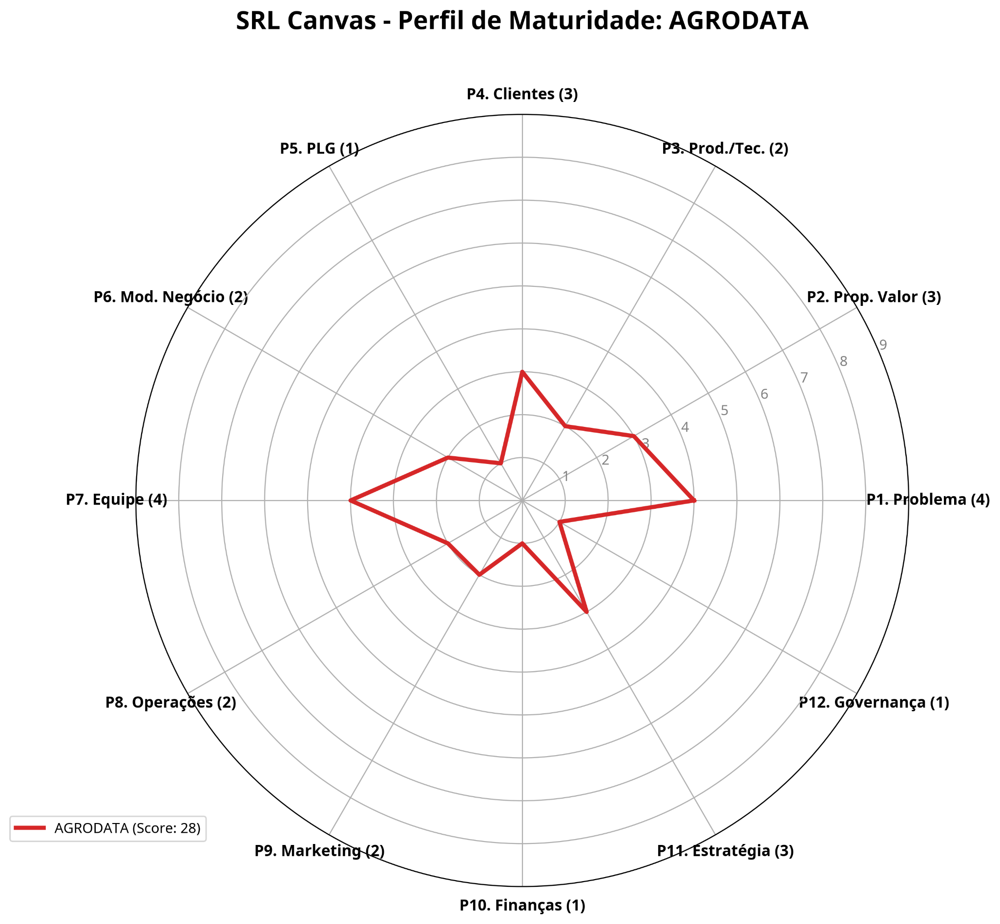 SRL Canvas - Perfil de Maturidade: AGRODATA
P4. Clientes (3)
P5. PLG (1)
P3. Prod./Tec. (2)
P6. Mod. Negócio (2)
P2. Prop. Valor (3)
9
8
7
6
5
4
3
2
1
P7. Equipe (4)
P1. Problema (4)
P8. Operações (2)
P12. Governança (1)
AGRODATA (Score: 28)
P9. Marketing (2)
P11. Estratégia (3)
P10. Finanças (1)